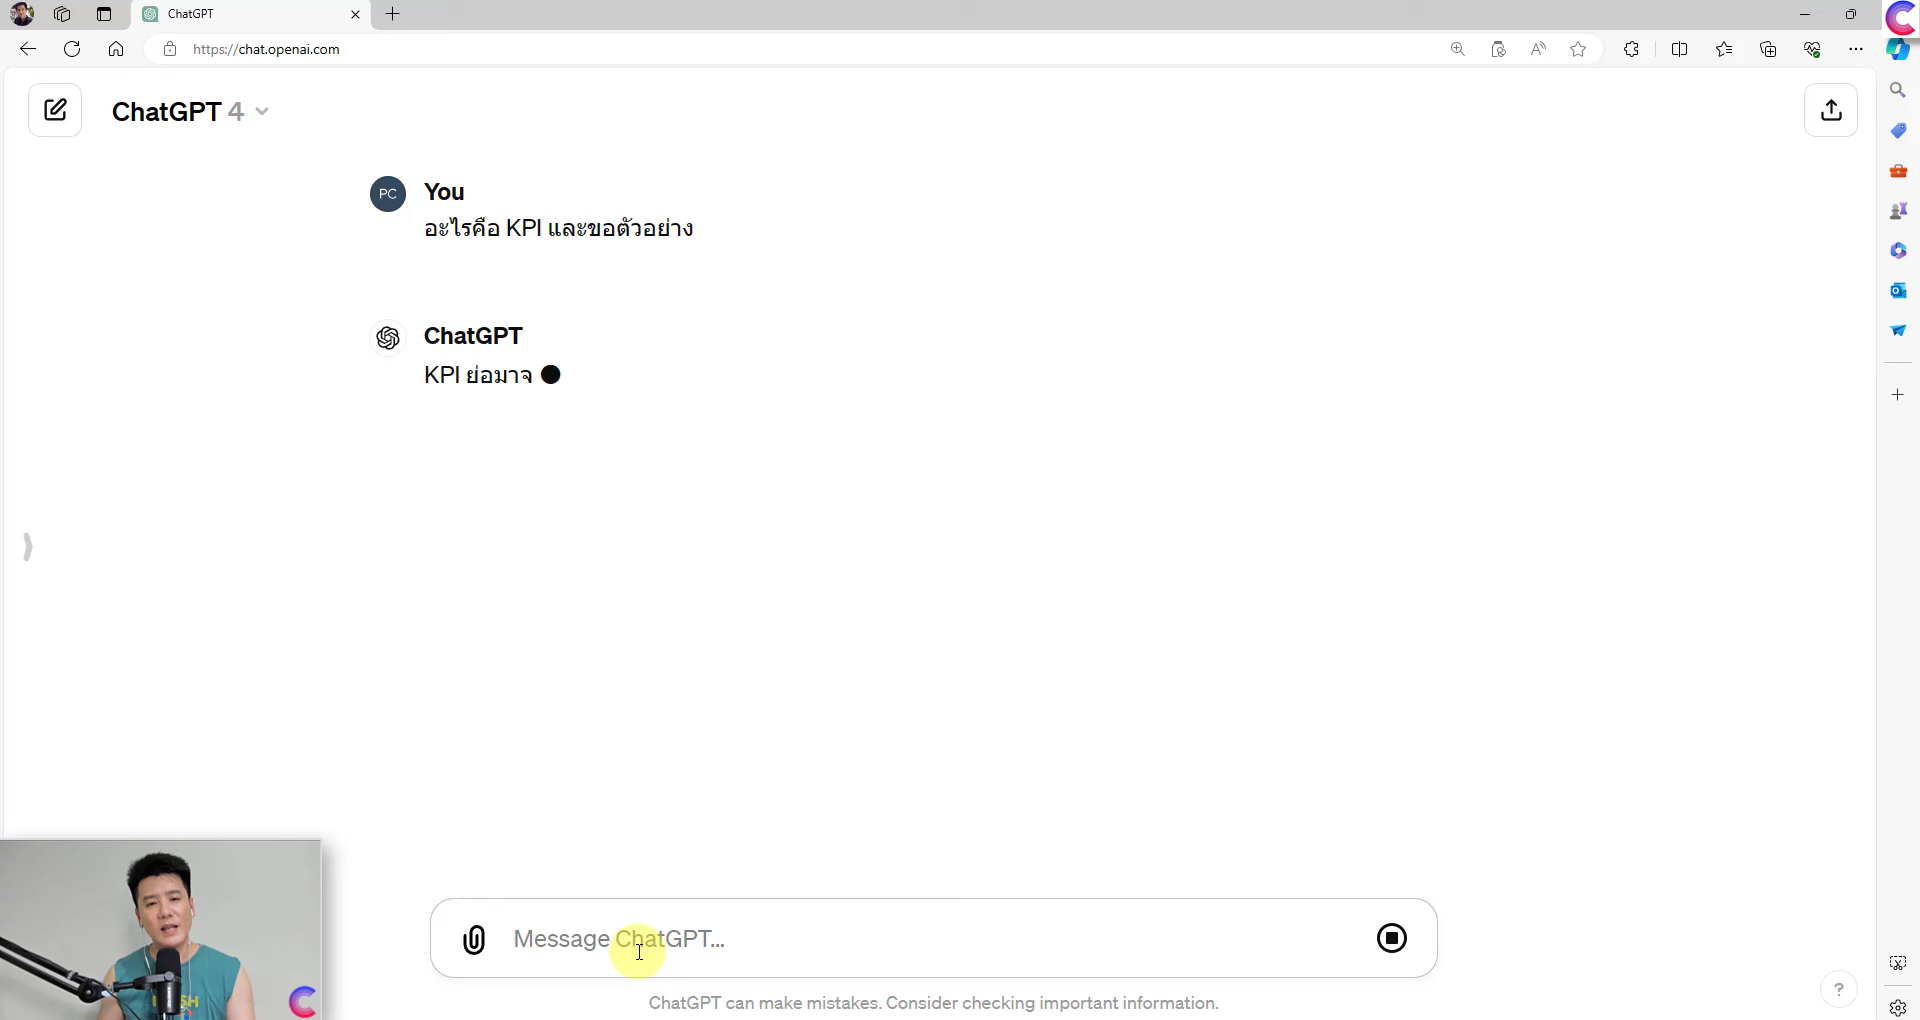 ChatGPT
https://chat.openai.com
ChatGPT 4
PC
You
อะไรคือ KPI และขอตัวอย่าง
ChatGPT
KPI ย่อมาจ
Message ChatGPT...
ChatGPT can make mistakes. Consider checking important information.
?